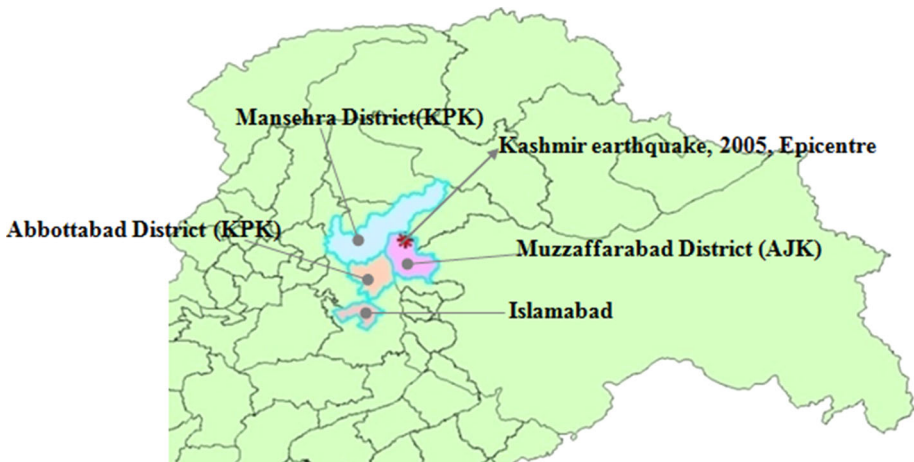 Mansehra District(KPK)
Kashmir earthquake, 2005, Epicentre
Abbottabad District (KPK)
Muzzaffarabad District (AJK)
Islamabad